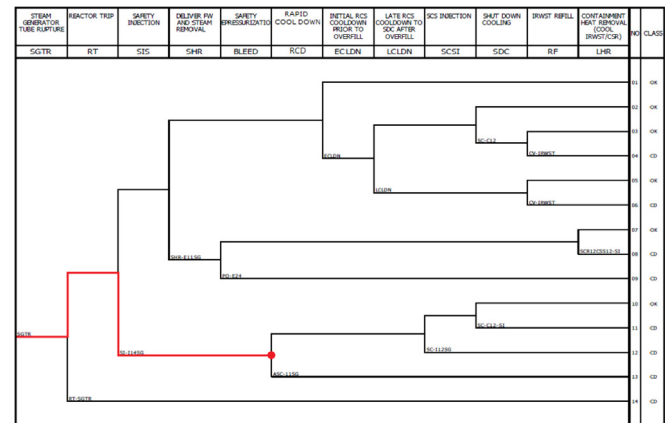 STEAM GENERATOR TUBE RUPTURE
REACTOR TRIP
SAFETY INJECTION
DELIVER FW AND STEAM REMOVAL
SAFETY EPRESSURIZATIO
RAPID COOL DOWN
INITIAL RCS COOLDOWN PRIOR TO OVERFILL
LATE RCS COOLDOWN TO SDC AFTER OVERFILL
SCS INJECTION
SHUT DOWN COOLING
IRWST REFILL
CONTAINMENT HEAT REMOVAL (COOL IRWST/CSR)
NO CLASS
SGTR RT SIS SHR BLEED RCD ECLDN LCLDN SCSI SDC RF LHR
01 OK
02 OK
SC-C12
03 OK
ECLDN CV-IRWST 04 CD
05 OK
LCLDN
CV-IRWST 06 CD
07 OK
SHR-E11SG SCR12CSS12-SI 08 CD
PO-E24 09 CD
10 OK
SC-C12-SI 11 CD
SGTR
SI-I14SG SC-I12SG 12 CD
ASC-11SG 13 CD
RT-SGTR 14 CD